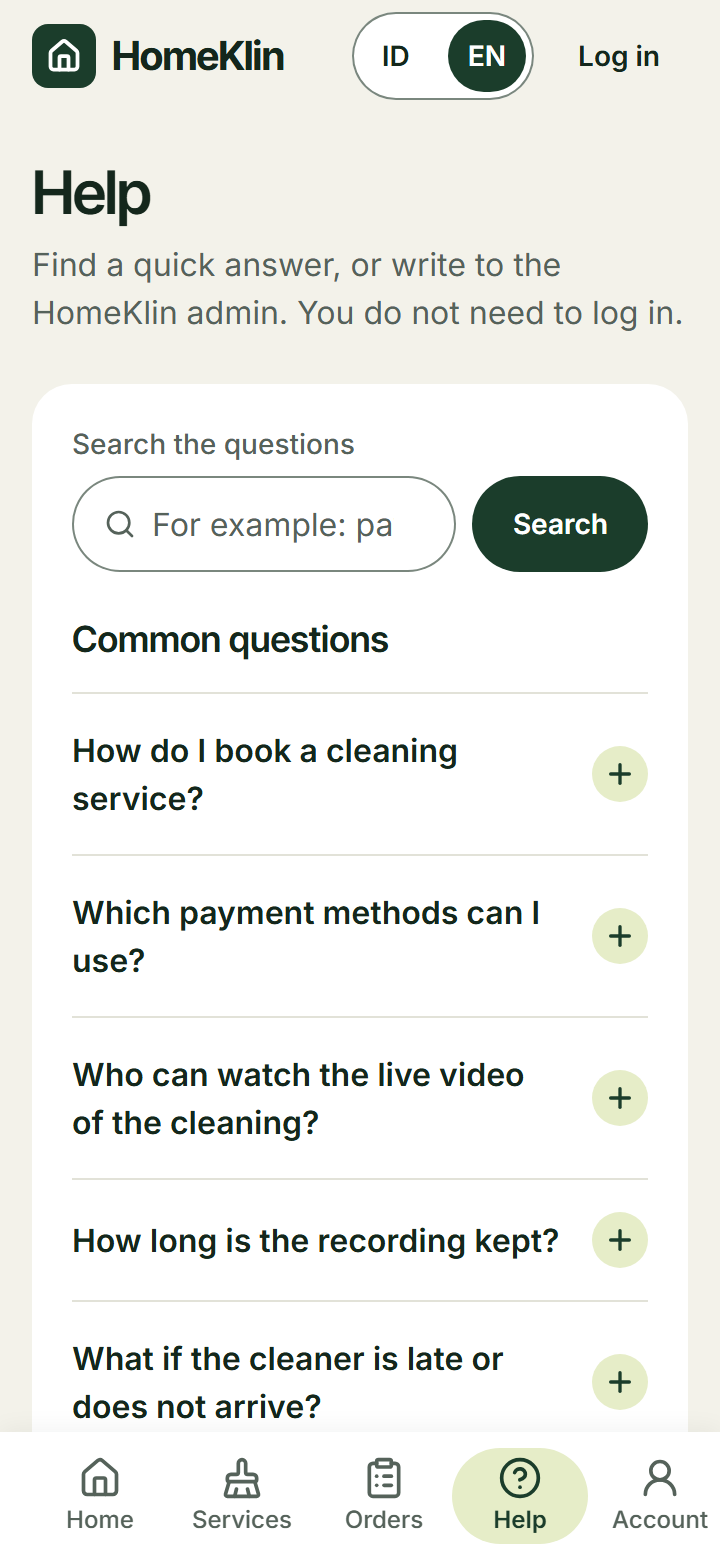 HomeKlin
ID
EN
Log in
Help
Find a quick answer, or write to the
HomeKlin admin. You do not need to log in.
Search the questions
For example: pa
Search
Common questions
How do I book a cleaning
service?
Which payment methods can I
use?
Who can watch the live video
of the cleaning?
How long is the recording kept?
What if the cleaner is late or
does not arrive?
Home
Services
Orders
Help
Account